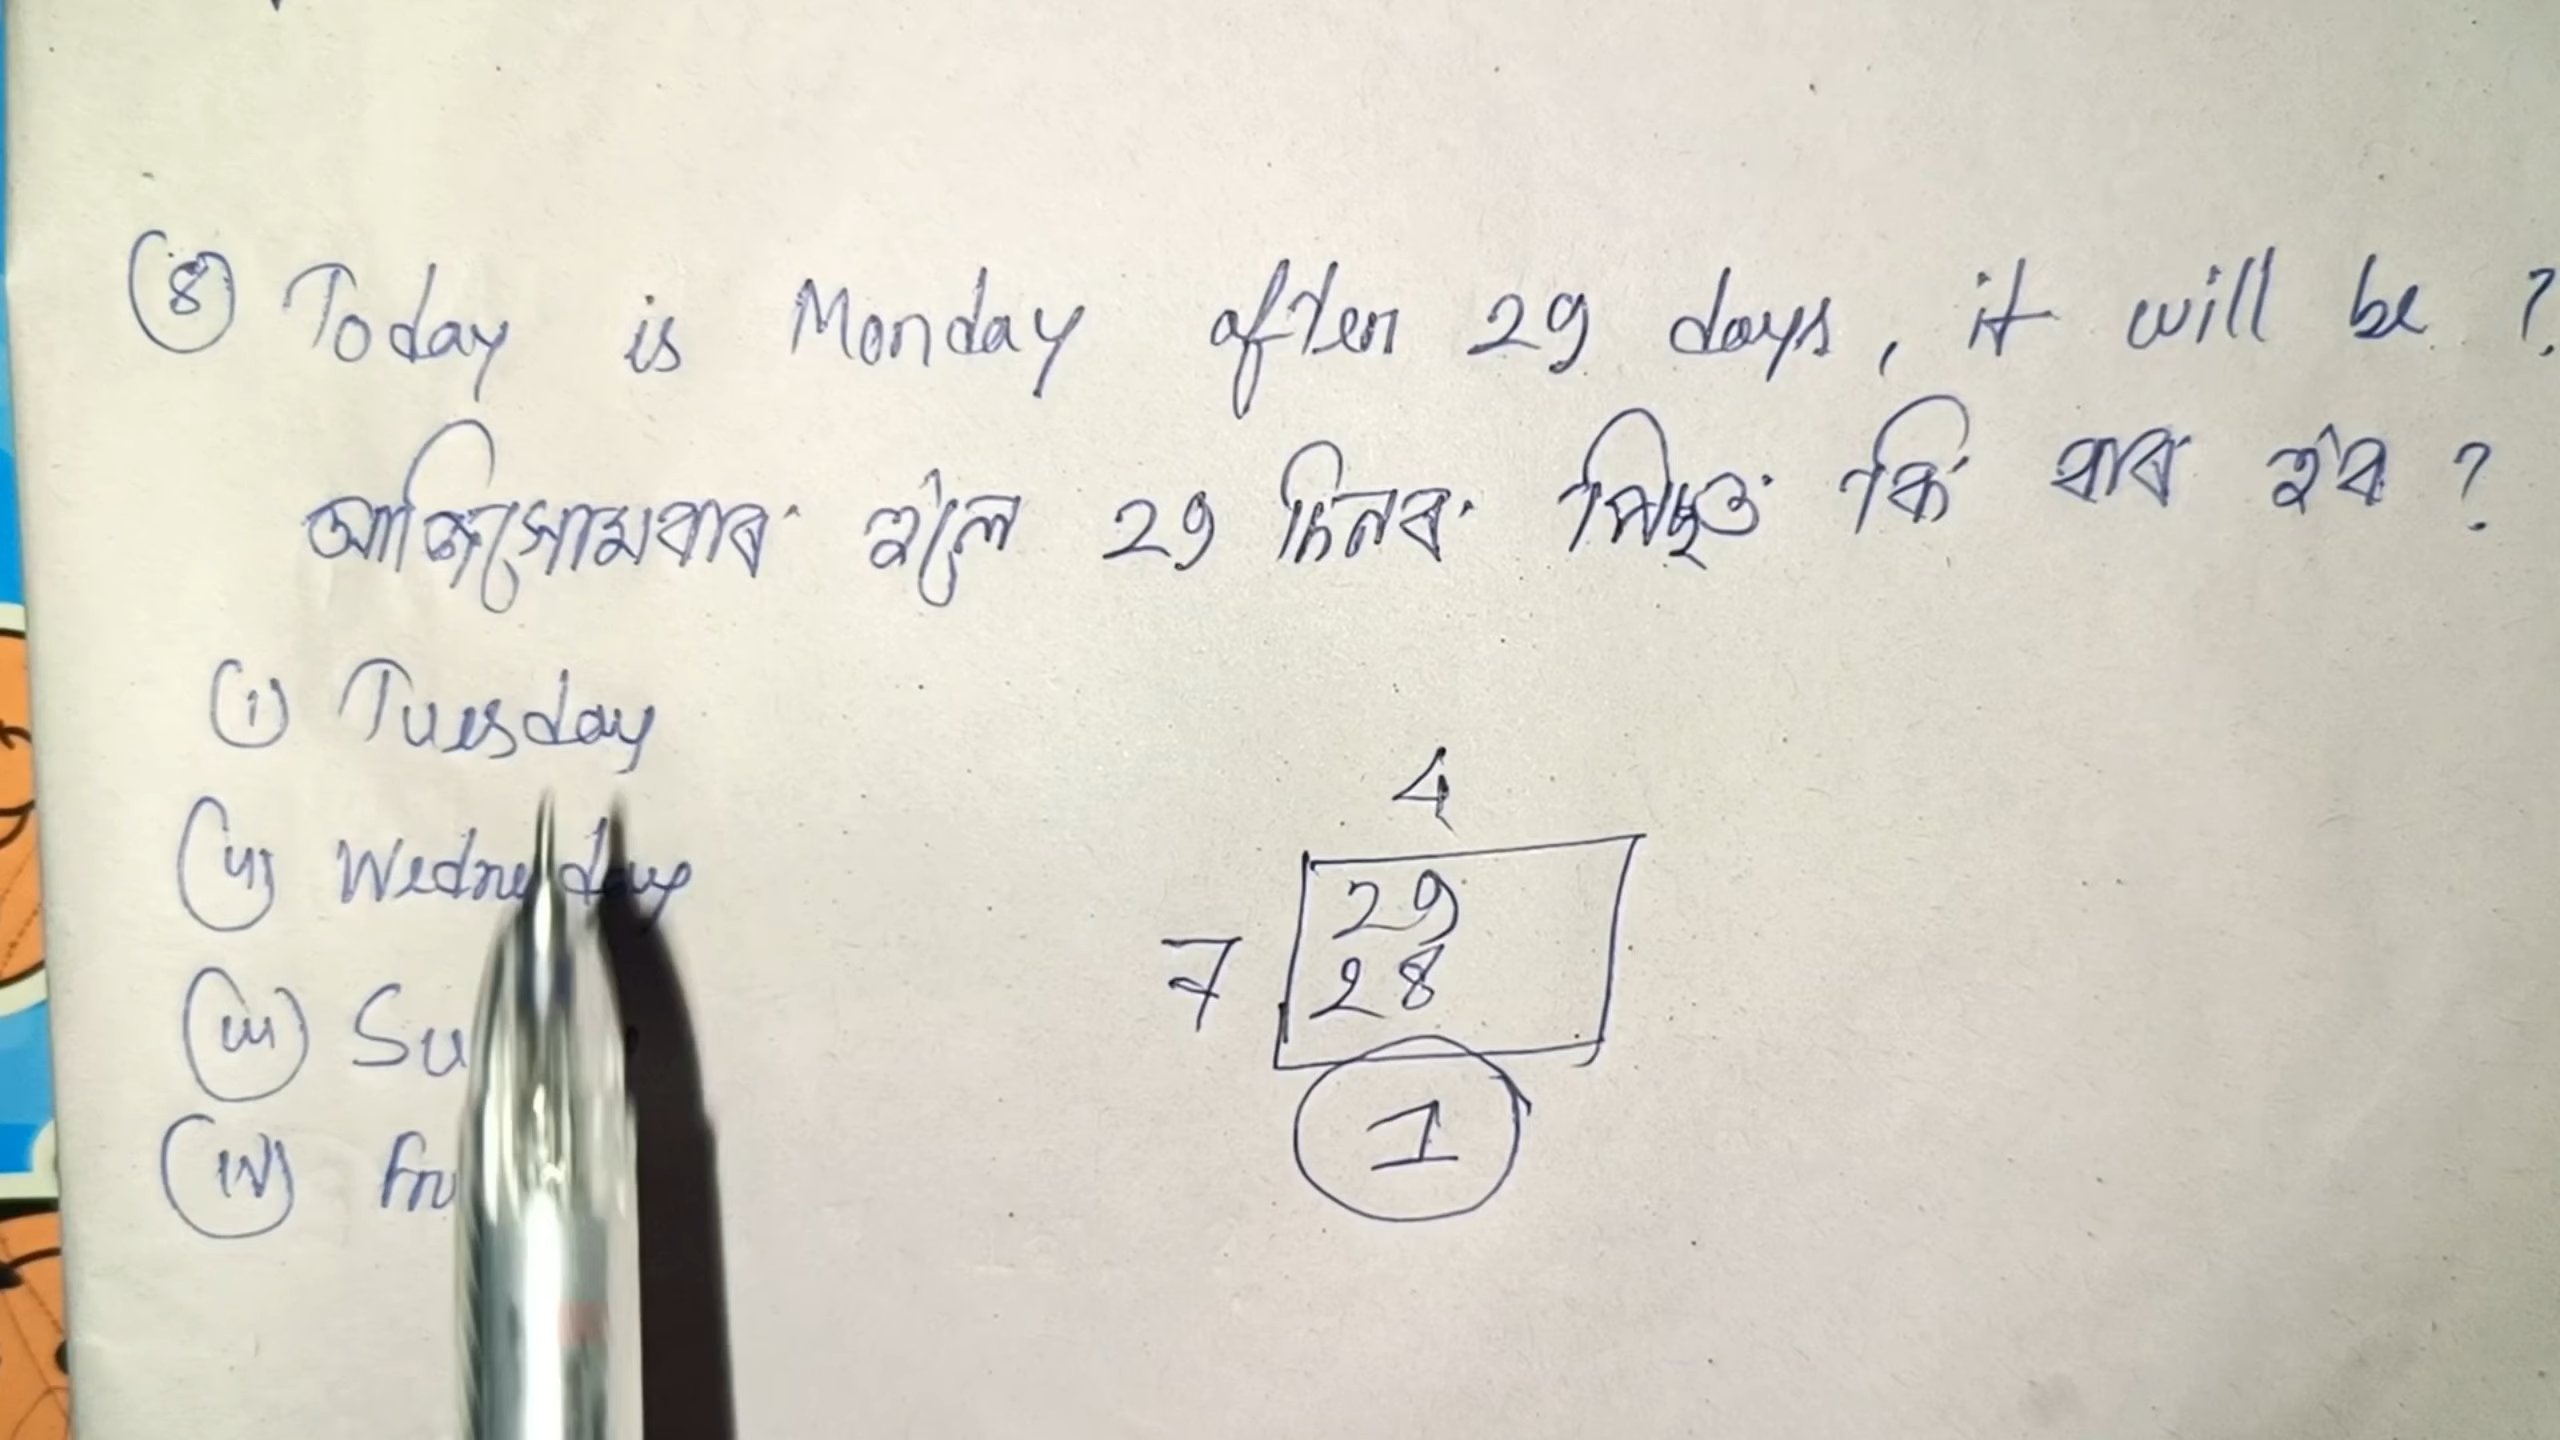 (8) Today is Monday after 29 days, it will be ?
আজি সোমবাৰ হ'লে 29 দিনৰ পিছত কি বাৰ হ'ব ?
(i) Tuesday
(ii) Wednesday
(iii) Su
(iv) Fri
4
7 29
28
1